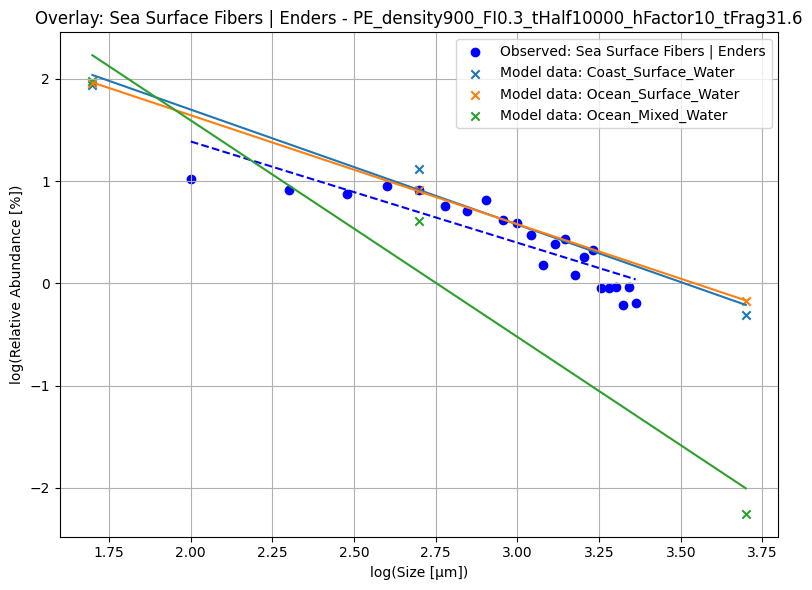 Overlay: Sea Surface Fibers | Enders - PE_density900_FI0.3_tHalf10000_hFactor10_tFrag31.6
Observed: Sea Surface Fibers | Enders
Model data: Coast_Surface_Water
Model data: Ocean_Surface_Water
Model data: Ocean_Mixed_Water
log(Relative Abundance [%])
2
1
0
−1
−2
1.75
2.00
2.25
2.50
2.75
3.00
3.25
3.50
3.75
log(Size [µm])